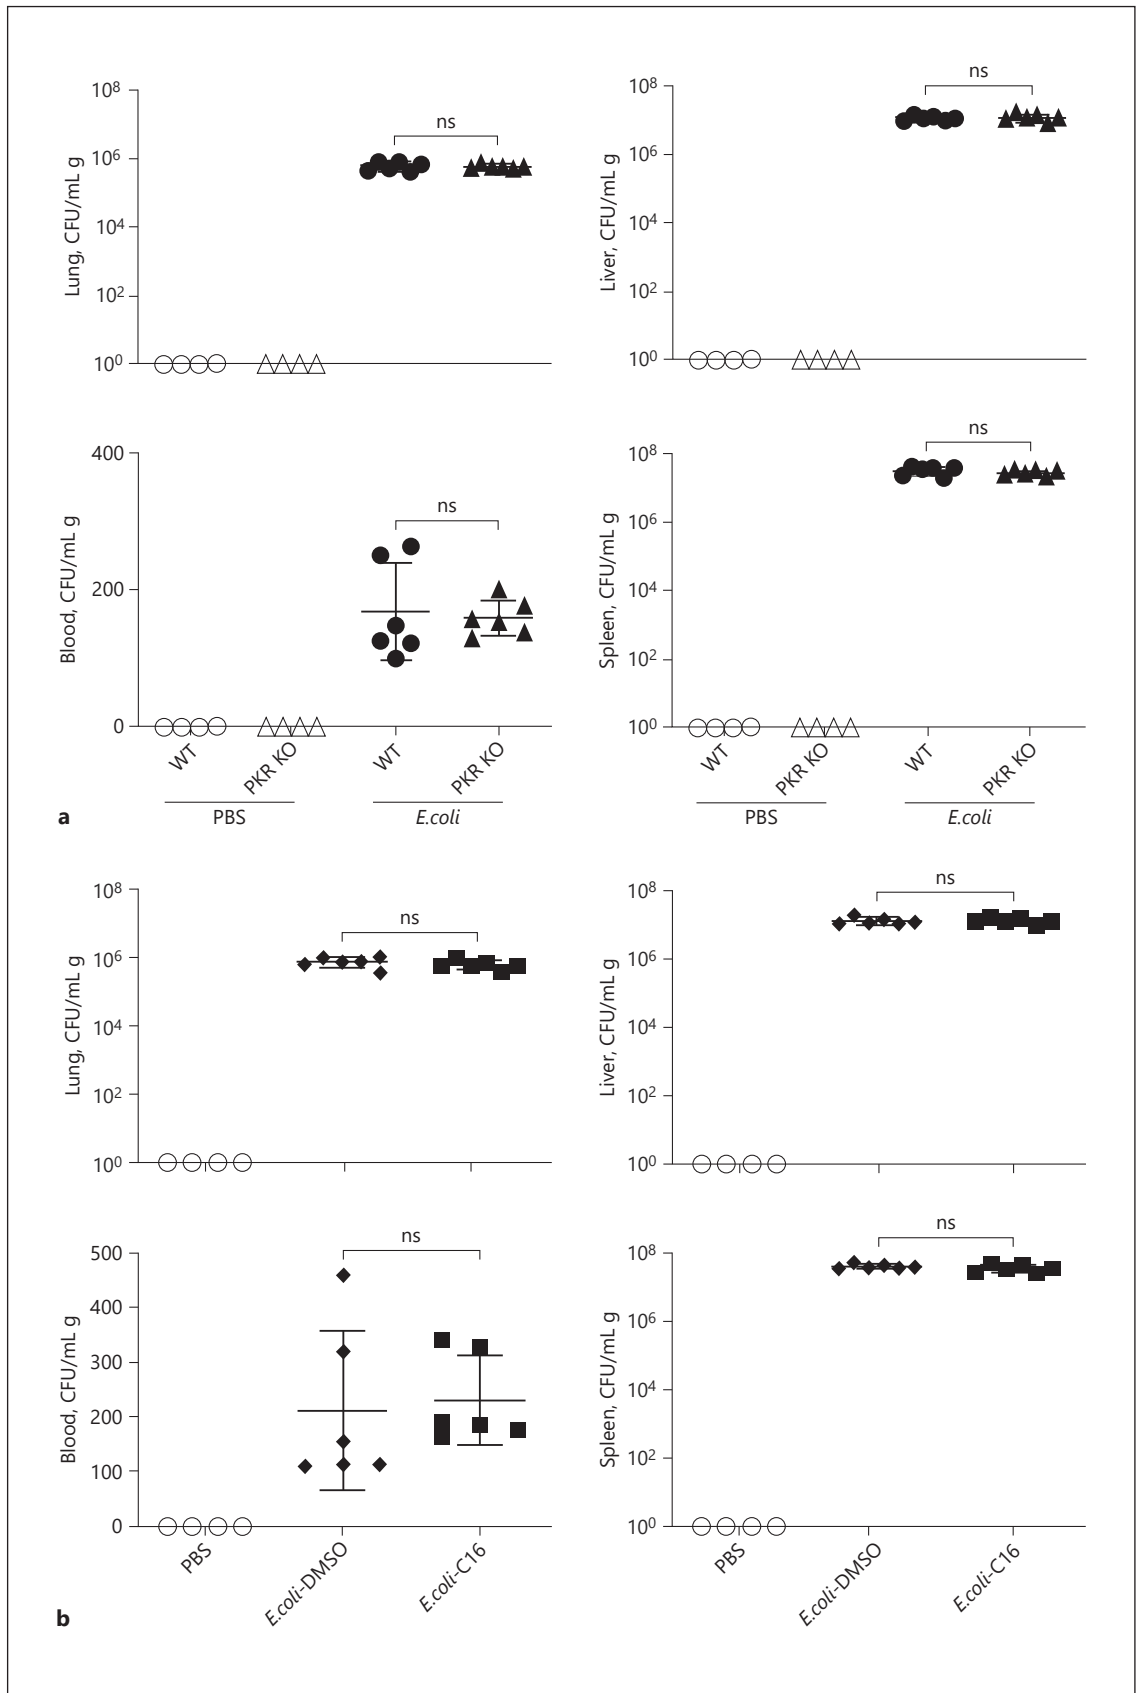 ns
10⁸
10⁶
10⁴
10²
10⁰
Lung, CFU/mL g
ns
10⁸
10⁶
10⁴
10²
10⁰
Liver, CFU/mL g
ns
400
200
0
Blood, CFU/mL g
WT
PKR KO
WT
PKR KO
PBS
E.coli
ns
10⁸
10⁶
10⁴
10²
10⁰
Spleen, CFU/mL g
WT
PKR KO
WT
PKR KO
PBS
E.coli
a
ns
10⁸
10⁶
10⁴
10²
10⁰
Lung, CFU/mL g
ns
10⁸
10⁶
10⁴
10²
10⁰
Liver, CFU/mL g
ns
500
400
300
200
100
0
Blood, CFU/mL g
PBS
E.coli-DMSO
E.coli-C16
ns
10⁸
10⁶
10⁴
10²
10⁰
Spleen, CFU/mL g
PBS
E.coli-DMSO
E.coli-C16
b